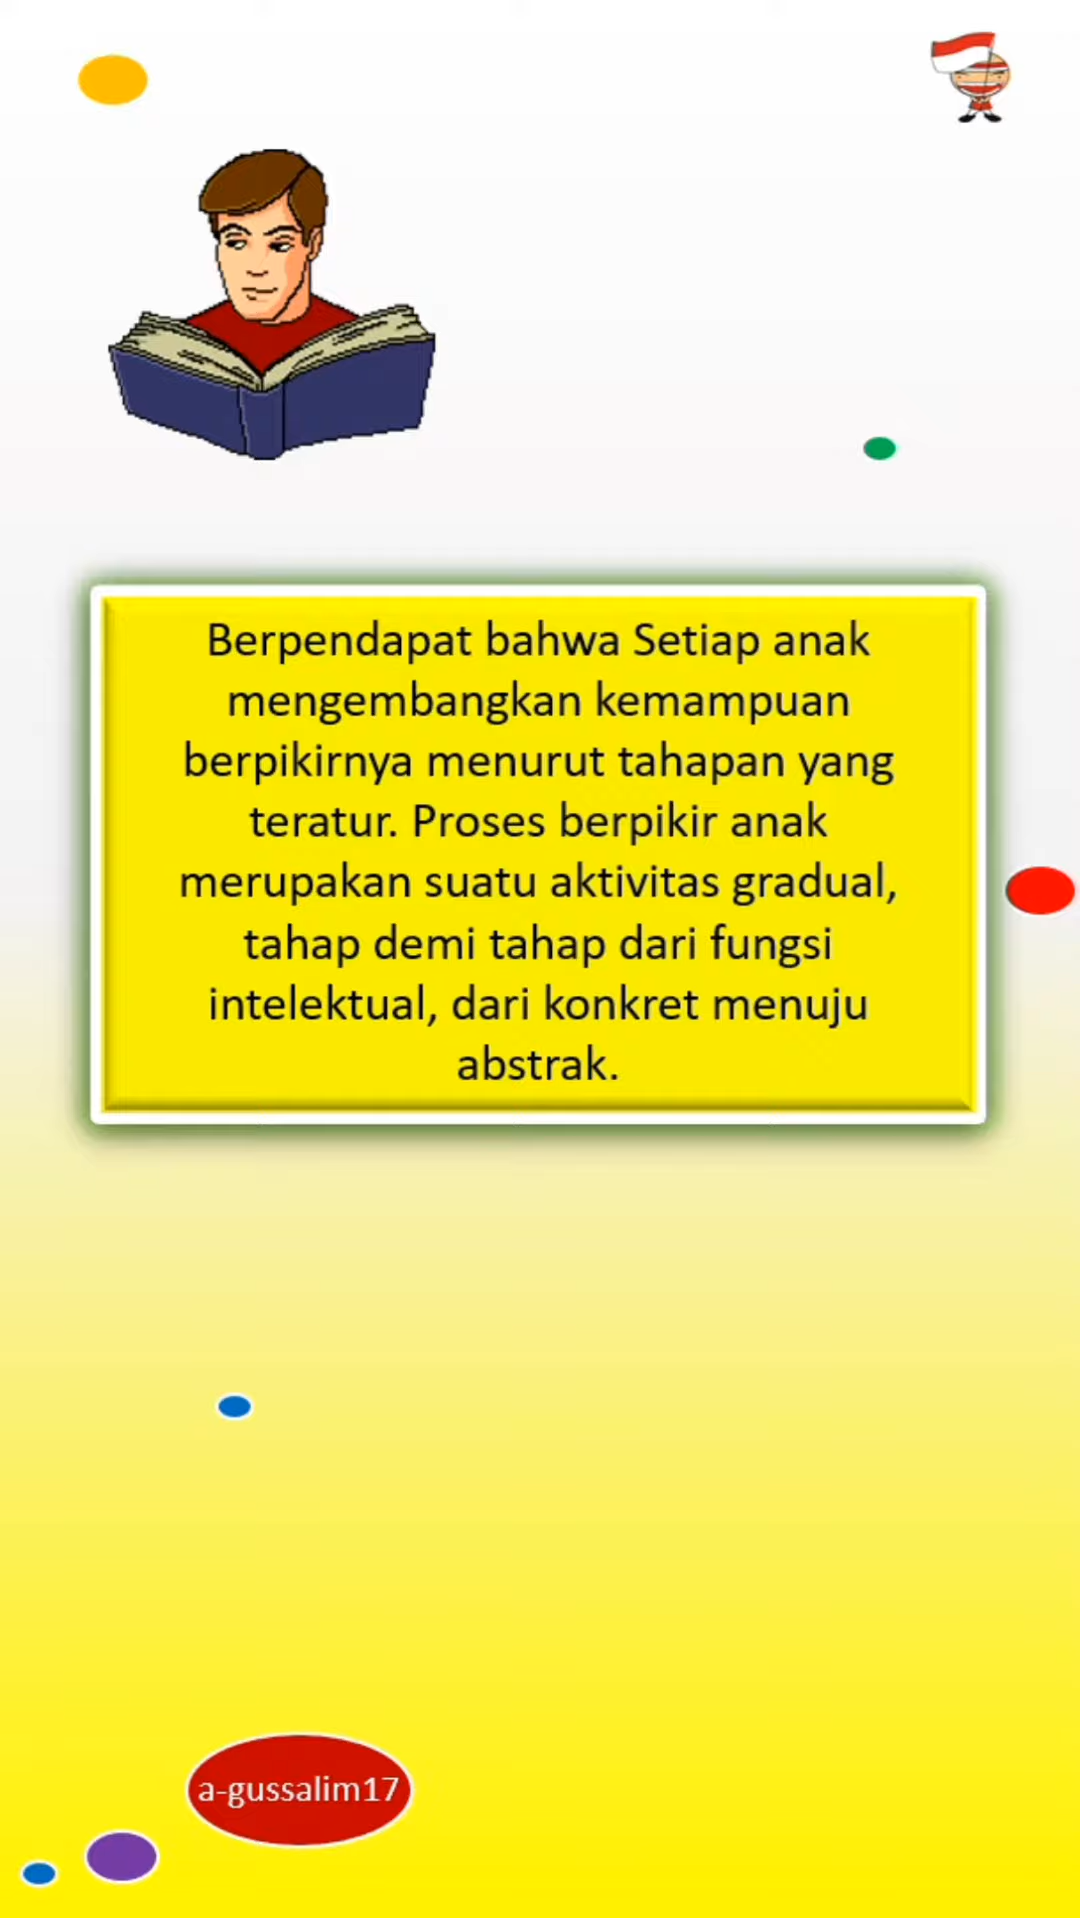 Berpendapat bahwa Setiap anak
mengembangkan kemampuan
berpikirnya menurut tahapan yang
teratur. Proses berpikir anak
merupakan suatu aktivitas gradual,
tahap demi tahap dari fungsi
intelektual, dari konkret menuju
abstrak.
a-gussalim17